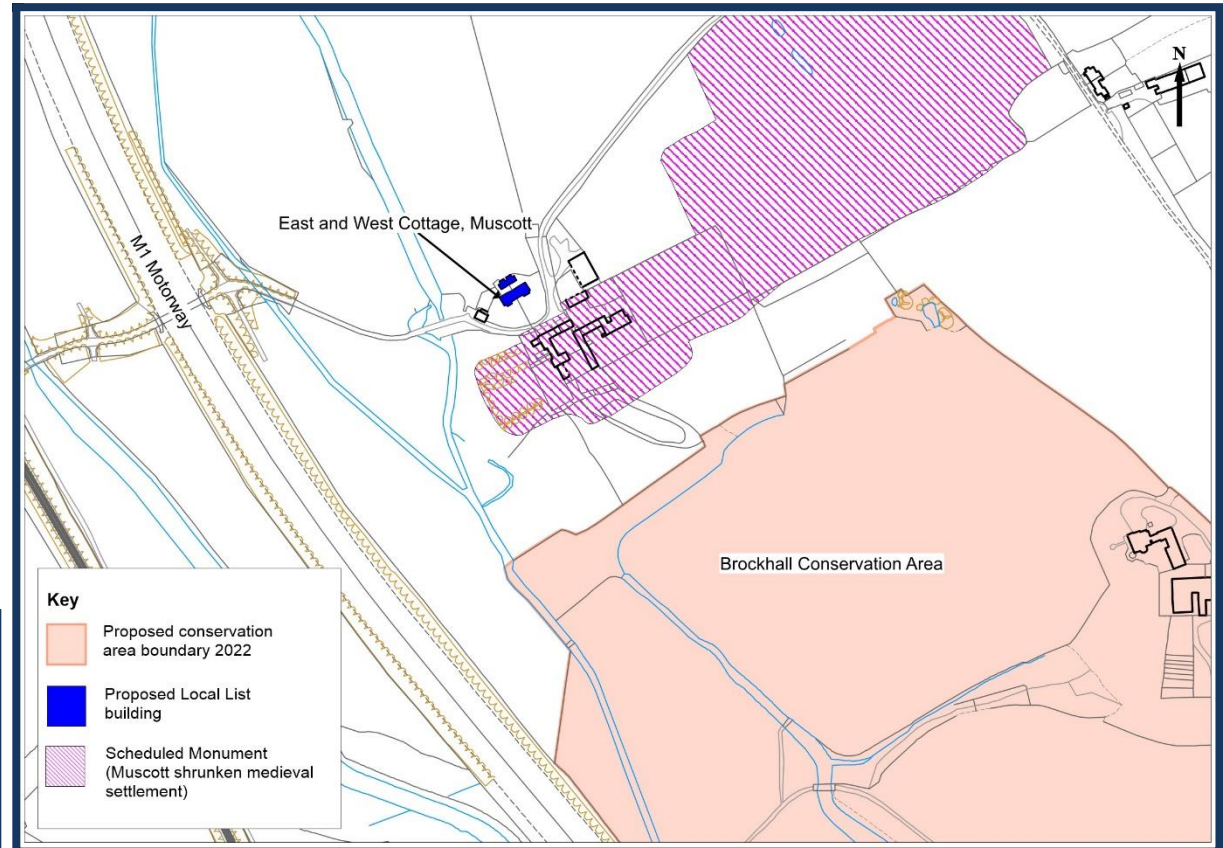 N
East and West Cottage, Muscott
M1 Motorway
Brockhall Conservation Area
Key
Proposed conservation
area boundary 2022
Proposed Local List
building
Scheduled Monument
(Muscott shrunken medieval
settlement)